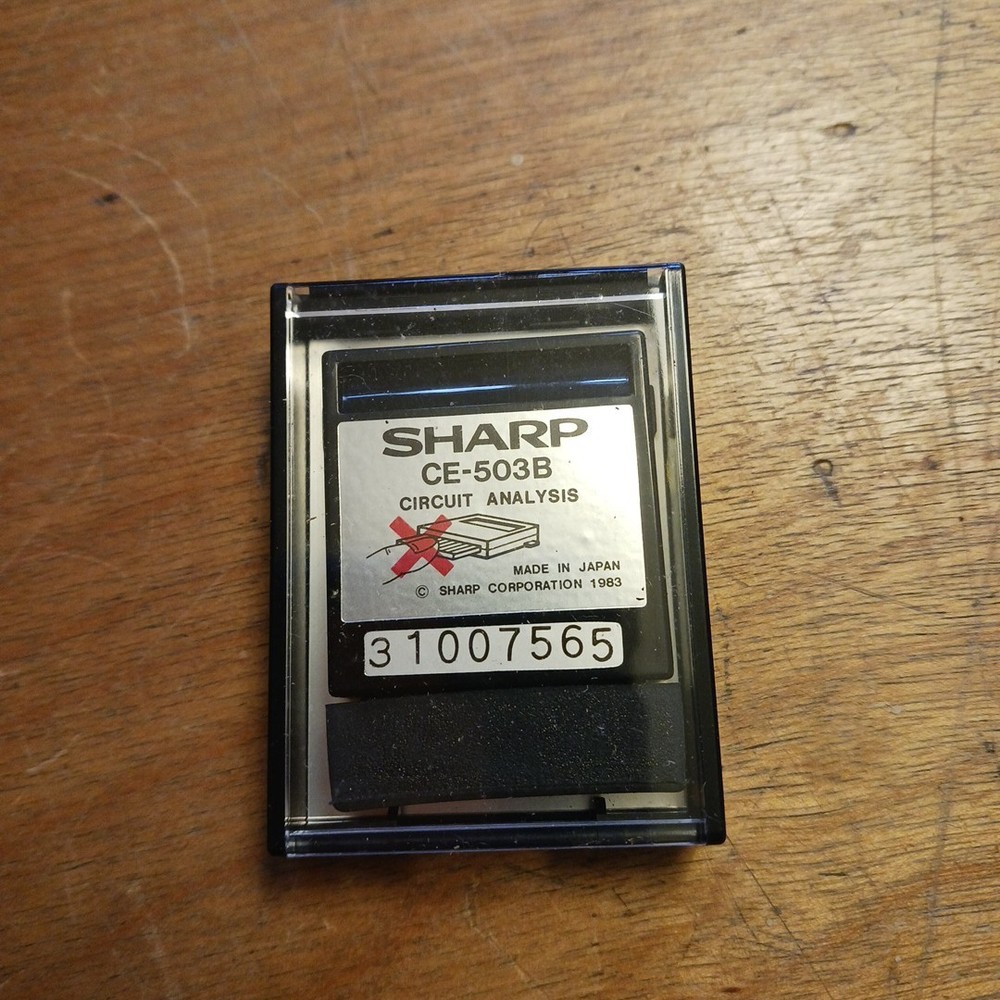 SHARP
CE-503B
CIRCUIT ANALYSIS
MADE IN JAPAN
© SHARP CORPORATION 1983
31007565